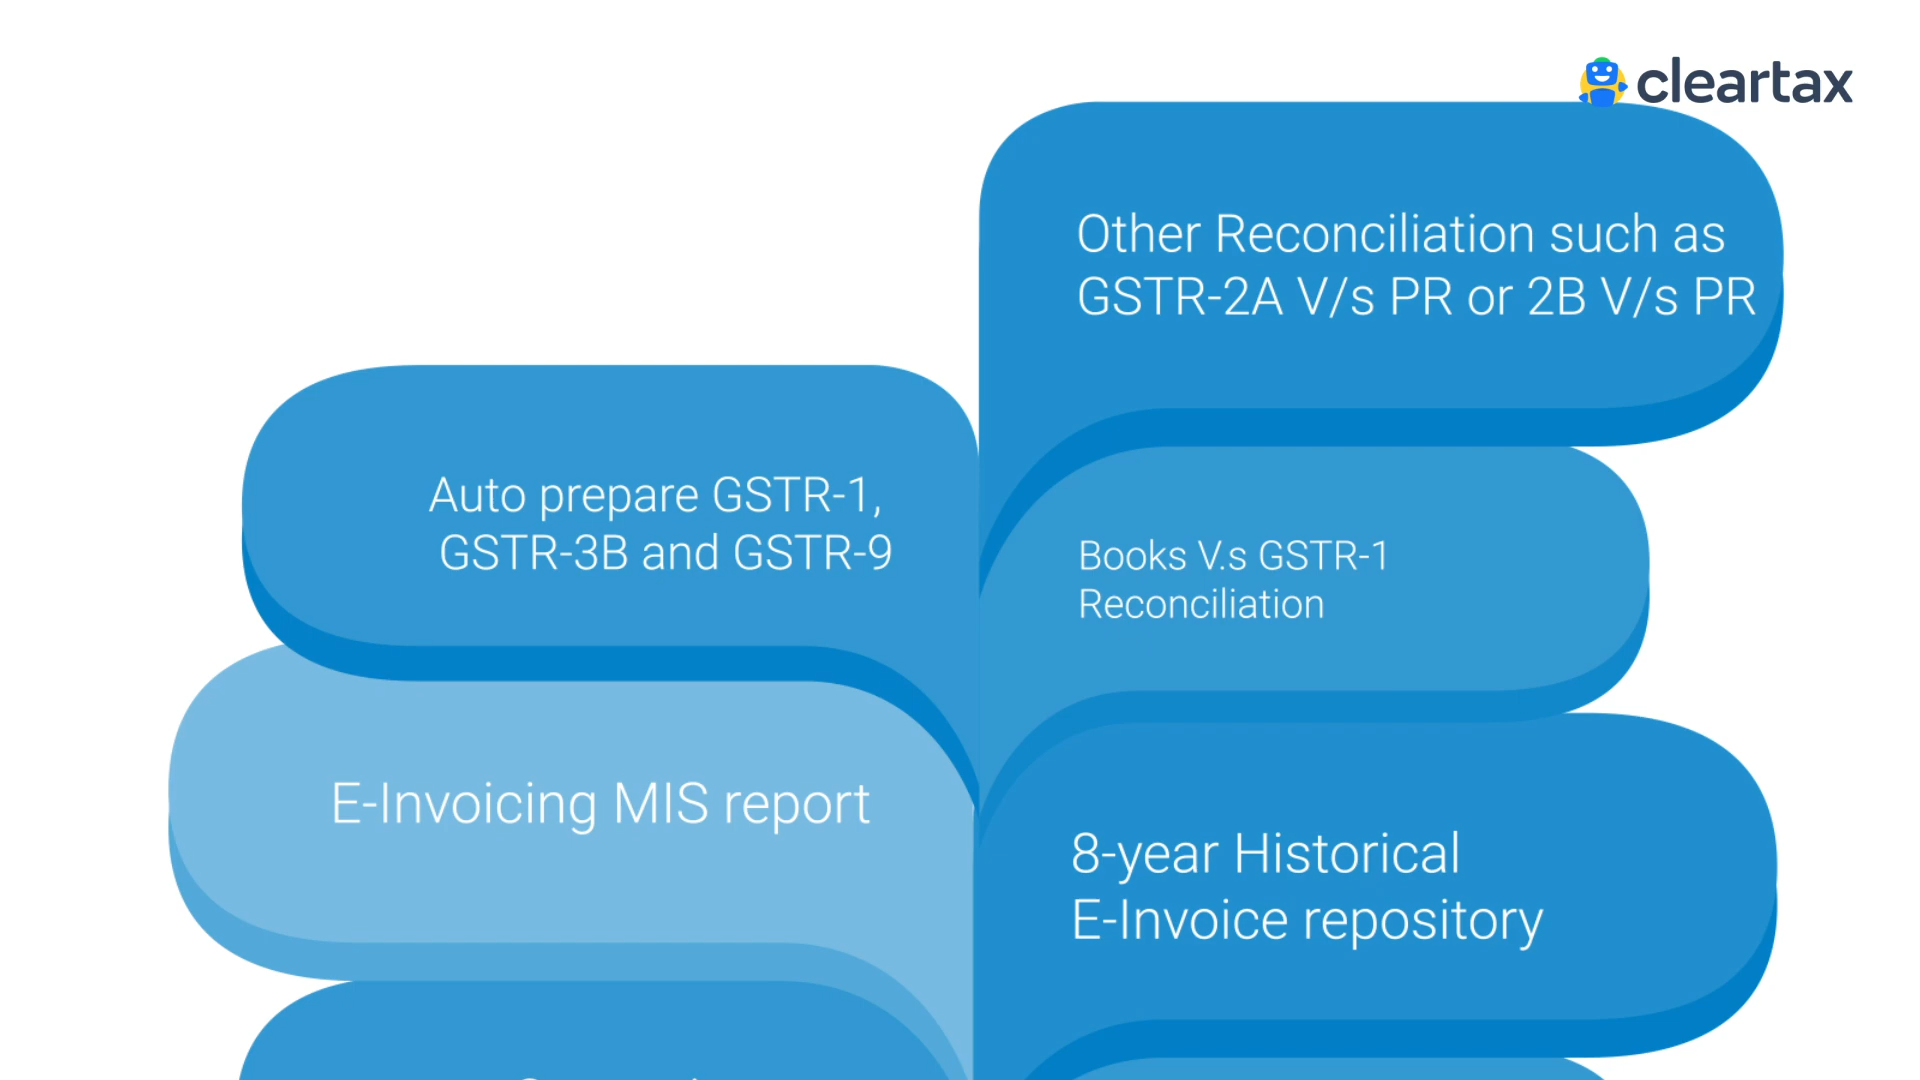 cleartax
Other Reconciliation such as
GSTR-2A V/s PR or 2B V/s PR
Auto prepare GSTR-1,
GSTR-3B and GSTR-9
Books V.s GSTR-1
Reconciliation
E-Invoicing MIS report
8-year Historical
E-Invoice repository